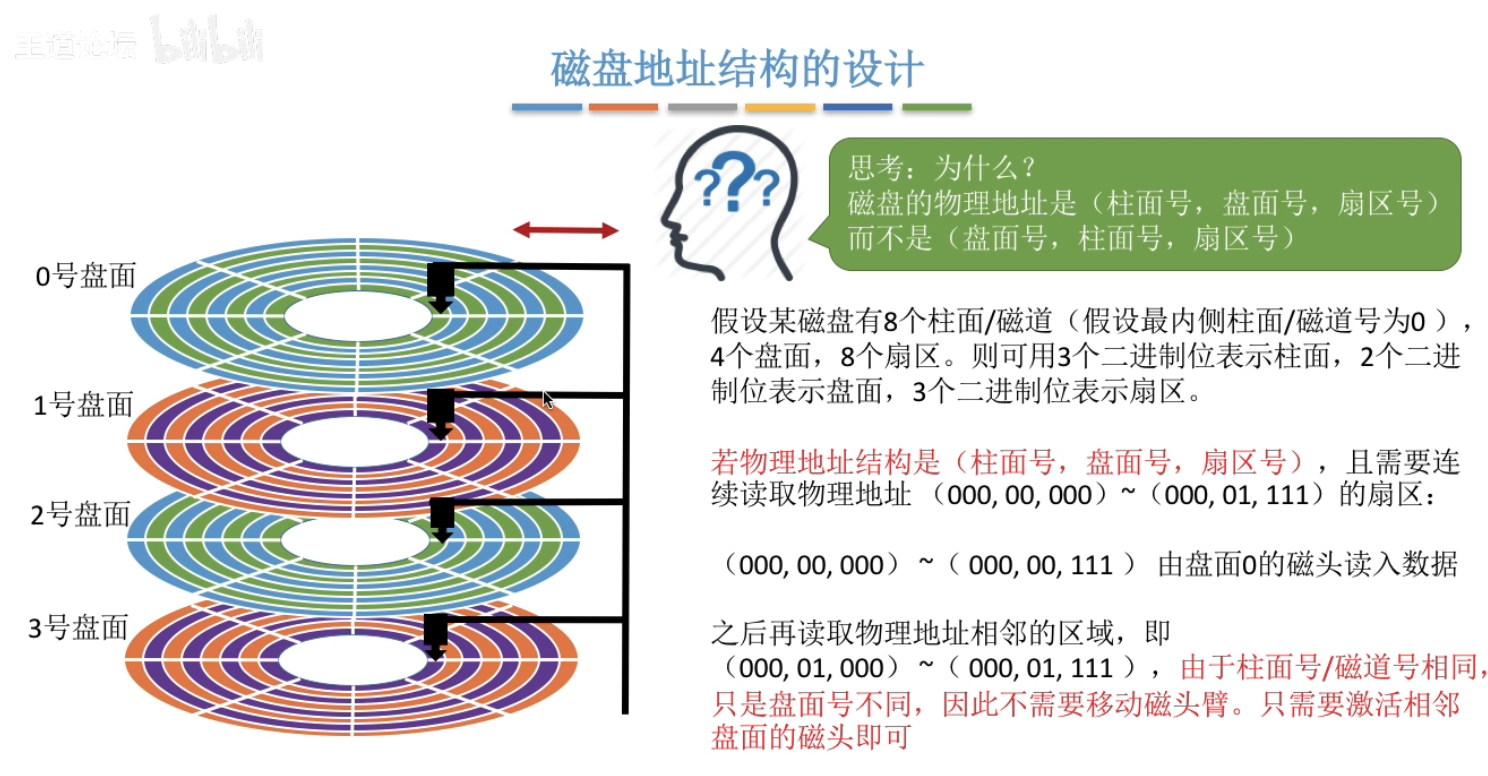 王道论坛 bilibili
磁盘地址结构的设计
???
思考：为什么？
磁盘的物理地址是（柱面号，盘面号，扇区号）
而不是（盘面号，柱面号，扇区号）
0号盘面
1号盘面
2号盘面
3号盘面
假设某磁盘有8个柱面/磁道（假设最内侧柱面/磁道号为0 ），
4个盘面，8个扇区。则可用3个二进制位表示柱面，2个二进
制位表示盘面，3个二进制位表示扇区。
若物理地址结构是（柱面号，盘面号，扇区号），且需要连
续读取物理地址 （000, 00, 000）~（000, 01, 111）的扇区：
（000, 00, 000） ~（ 000, 00, 111 ） 由盘面0的磁头读入数据
之后再读取物理地址相邻的区域，即
（000, 01, 000） ~（ 000, 01, 111 ），由于柱面号/磁道号相同，
只是盘面号不同，因此不需要移动磁头臂。只需要激活相邻
盘面的磁头即可